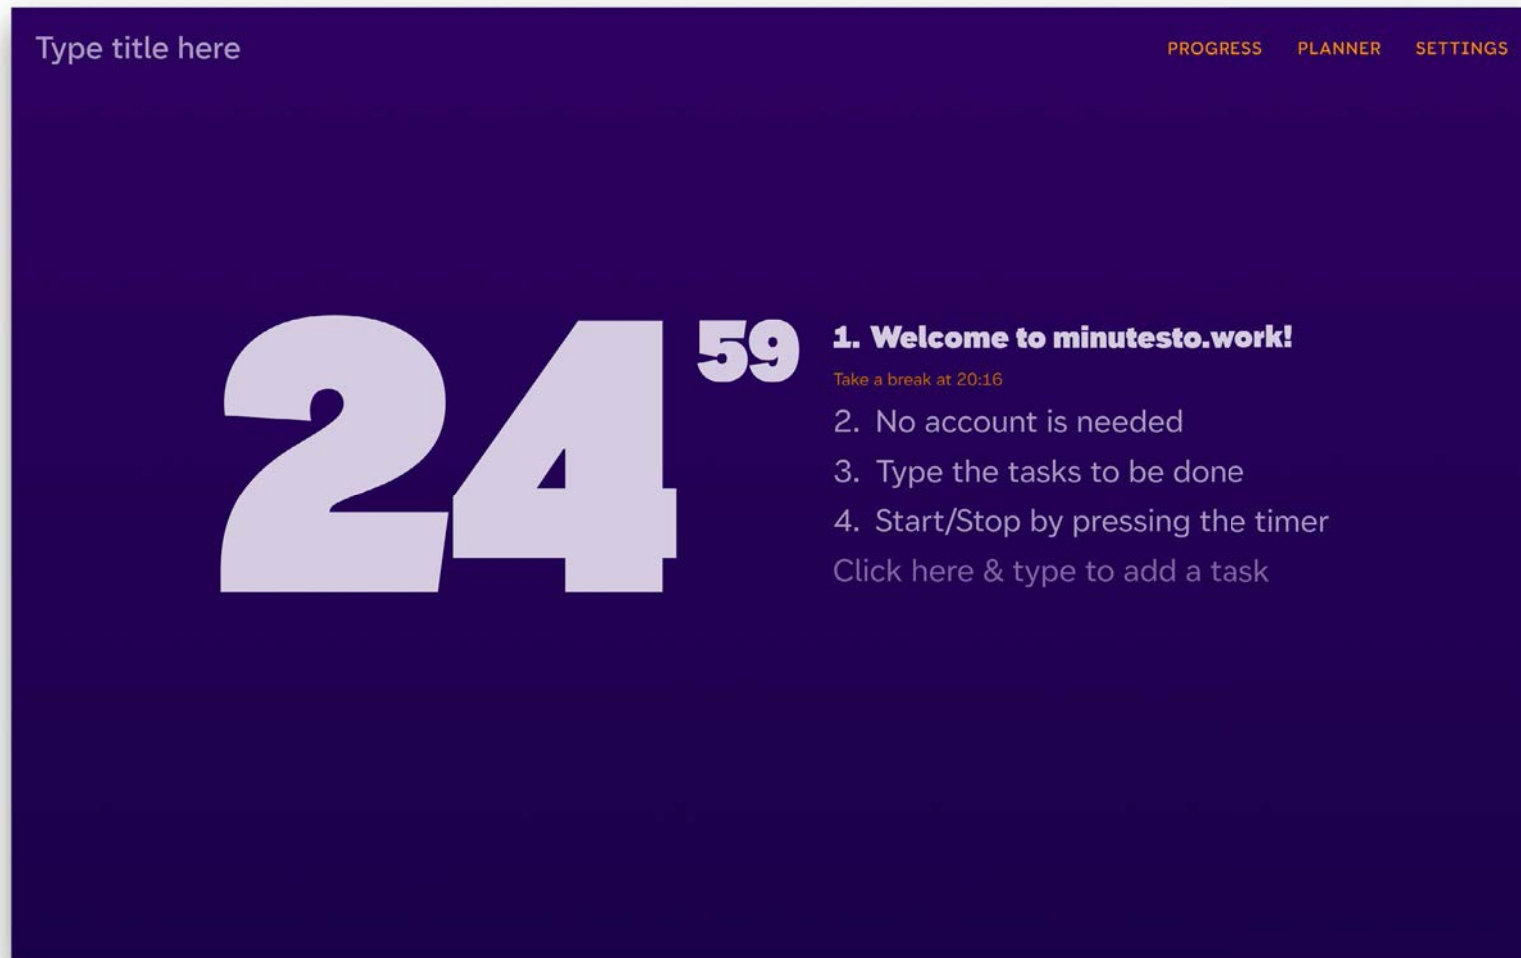 Type title here
PROGRESS PLANNER SETTINGS
24 59
1. Welcome to minutesto.work!
Take a break at 20:16
2. No account is needed
3. Type the tasks to be done
4. Start/Stop by pressing the timer
Click here & type to add a task